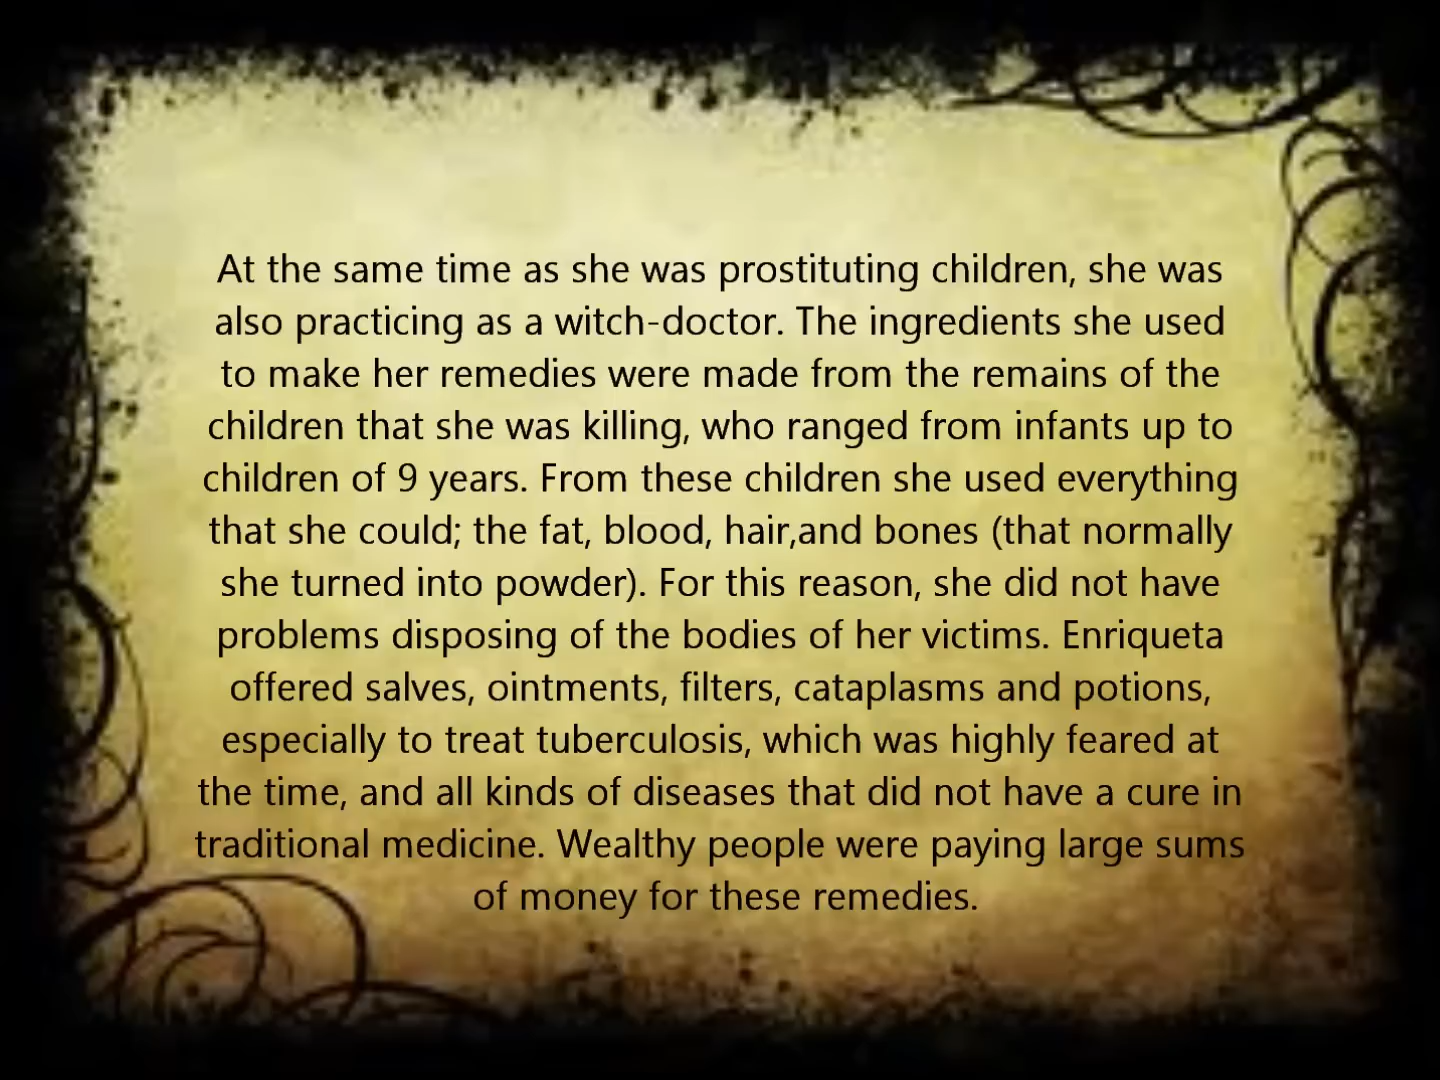 At the same time as she was prostituting children, she was
also practicing as a witch-doctor. The ingredients she used
to make her remedies were made from the remains of the
children that she was killing, who ranged from infants up to
children of 9 years. From these children she used everything
that she could; the fat, blood, hair,and bones (that normally
she turned into powder). For this reason, she did not have
problems disposing of the bodies of her victims. Enriqueta
offered salves, ointments, filters, cataplasms and potions,
especially to treat tuberculosis, which was highly feared at
the time, and all kinds of diseases that did not have a cure in
traditional medicine. Wealthy people were paying large sums
of money for these remedies.